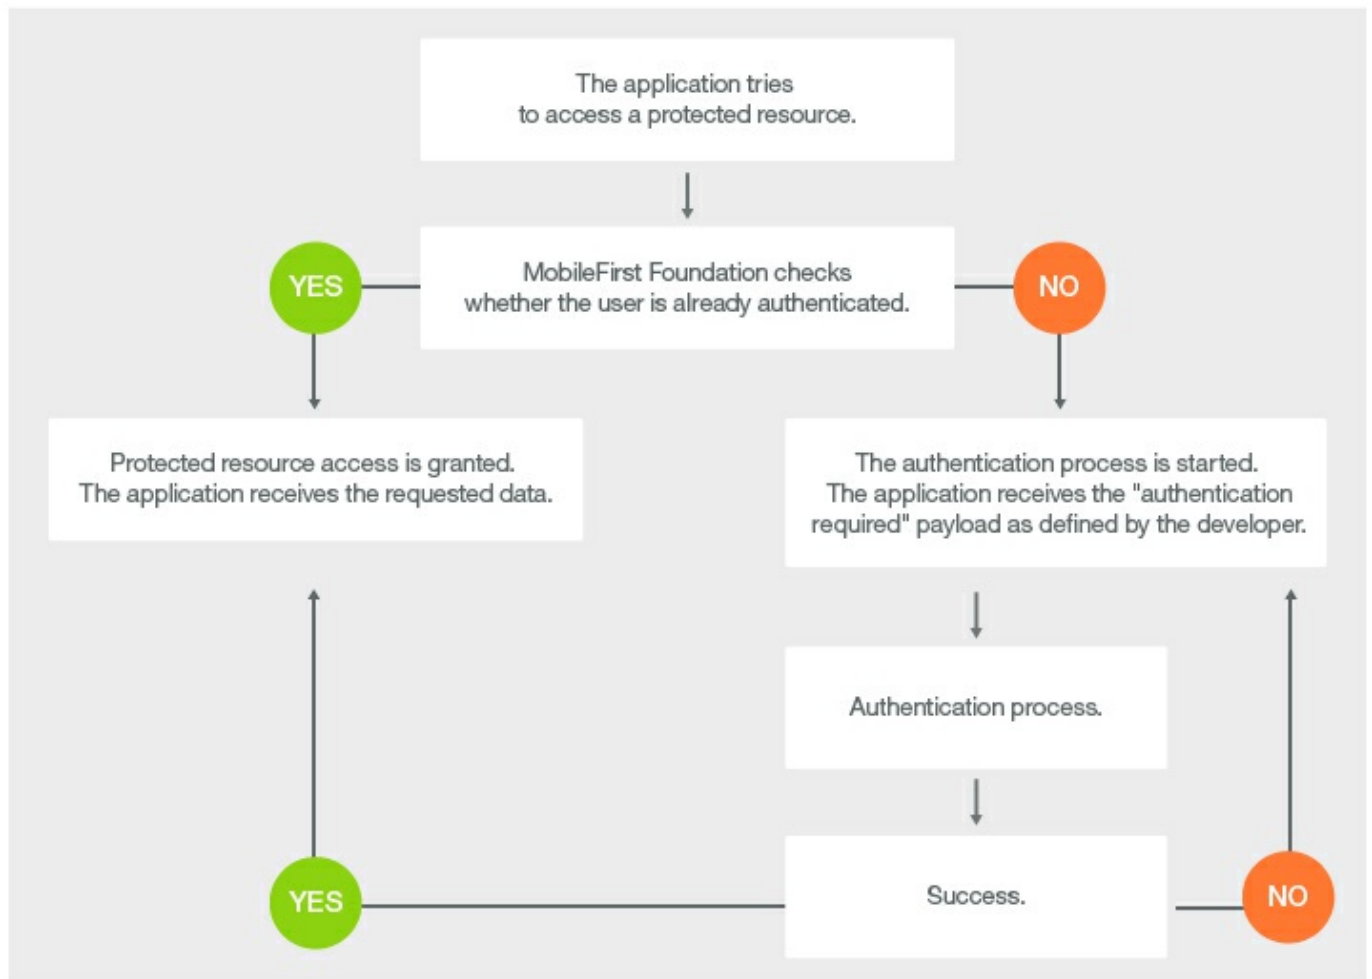 The application tries
to access a protected resource.
YES
MobileFirst Foundation checks
whether the user is already authenticated.
NO
Protected resource access is granted.
The application receives the requested data.
The authentication process is started.
The application receives the "authentication
required" payload as defined by the developer.
Authentication process.
YES
Success.
NO